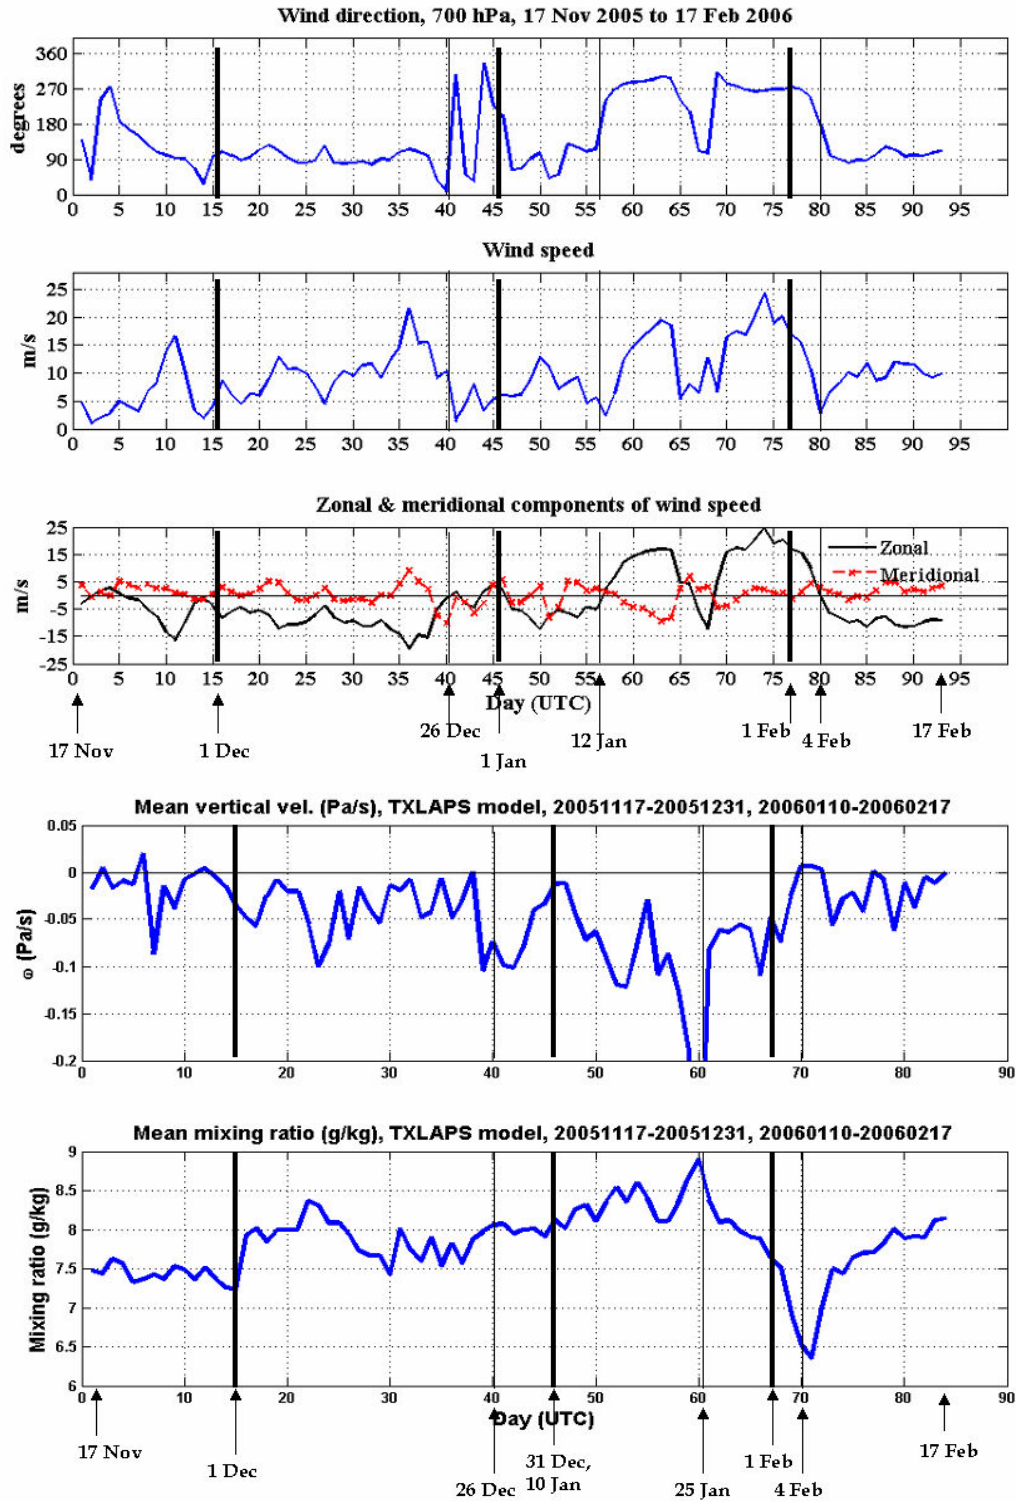 Wind direction, 700 hPa, 17 Nov 2005 to 17 Feb 2006
degrees
360
270
180
90
0
0 5 10 15 20 25 30 35 40 45 50 55 60 65 70 75 80 85 90 95
Wind speed
m/s
25
20
15
10
5
0
0 5 10 15 20 25 30 35 40 45 50 55 60 65 70 75 80 85 90 95
Zonal & meridional components of wind speed
m/s
25
15
5
-5
-15
-25
Zonal
Meridional
0 5 10 15 20 25 30 35 40 45 50 55 60 65 70 75 80 85 90 95
Day (UTC)
17 Nov 1 Dec 26 Dec 1 Jan 12 Jan 1 Feb 4 Feb 17 Feb
Mean vertical vel. (Pa/s), TXLAPS model, 20051117-20051231, 20060110-20060217
ω (Pa/s)
0.05
0
-0.05
-0.1
-0.15
-0.2
0 10 20 30 40 50 60 70 80 90
Mean mixing ratio (g/kg), TXLAPS model, 20051117-20051231, 20060110-20060217
Mixing ratio (g/kg)
9
8.5
8
7.5
7
6.5
6
0 10 20 30 40 50 60 70 80 90
Day (UTC)
17 Nov 1 Dec 26 Dec 31 Dec, 25 Jan 1 Feb 4 Feb 17 Feb
10 Jan